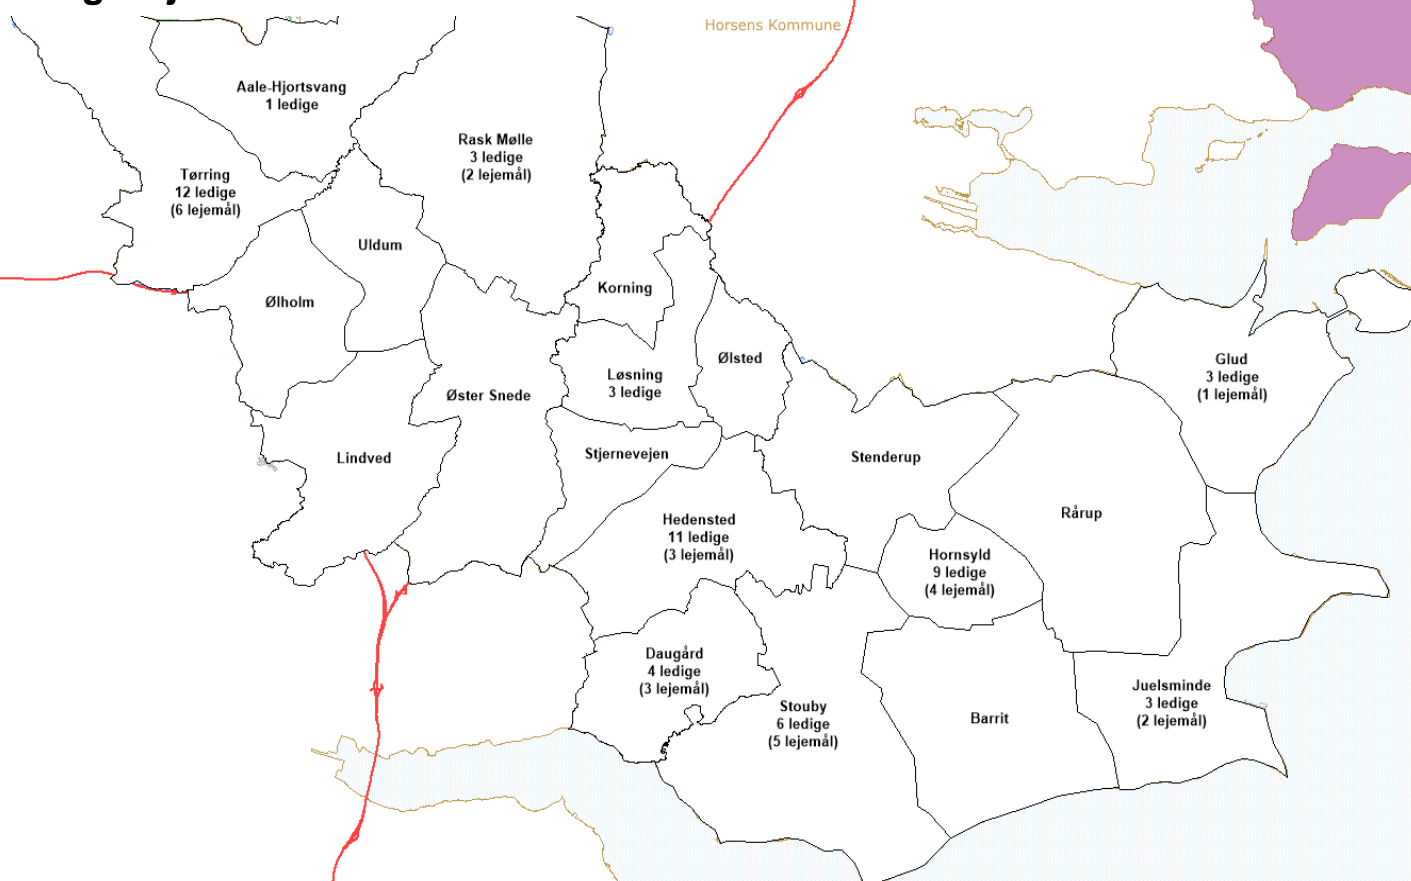 Horsens Kommune
Aale-Hjortsvang
1 ledige
Rask Mølle
3 ledige
(2 lejemål)
Tørring
12 ledige
(6 lejemål)
Uldum
Ølholm
Korning
Ølsted
Glud
3 ledige
(1 lejemål)
Løsning
3 ledige
Øster Snede
Stjernevejen
Lindved
Stenderup
Hedensted
11 ledige
(3 lejemål)
Rårup
Hornsyld
9 ledige
(4 lejemål)
Daugård
4 ledige
(3 lejemål)
Stouby
6 ledige
(5 lejemål)
Barrit
Juelsminde
3 ledige
(2 lejemål)